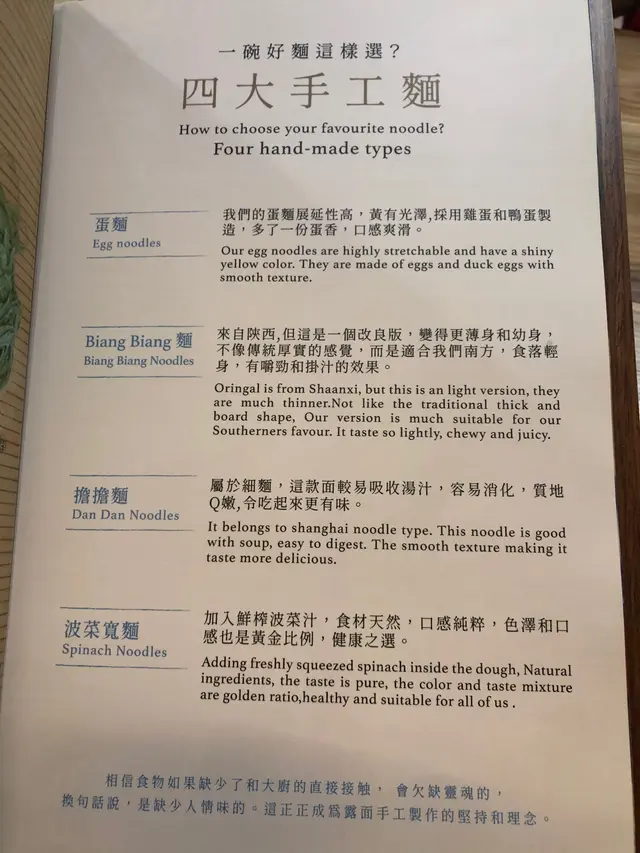 一碗好麵這樣選？
四大手工麵
How to choose your favourite noodle?
Four hand-made types
蛋麵
Egg noodles
我們的蛋麵展延性高，黃有光澤,採用雞蛋和鴨蛋製
造，多了一份蛋香，口感爽滑。
Our egg noodles are highly stretchable and have a shiny
yellow color. They are made of eggs and duck eggs with
smooth texture.
Biang Biang 麵
Biang Biang Noodles
來自陝西,但這是一個改良版，變得更薄身和幼身，
不像傳統厚實的感覺，而是適合我們南方，食落輕
身，有嚼勁和掛汁的效果。
Oringal is from Shaanxi, but this is an light version, they
are much thinner.Not like the traditional thick and
board shape, Our version is much suitable for our
Southerners favour. It taste so lightly, chewy and juicy.
擔擔麵
Dan Dan Noodles
屬於細麵，這款面較易吸收湯汁，容易消化，質地
Q嫩,令吃起來更有味。
It belongs to shanghai noodle type. This noodle is good
with soup, easy to digest. The smooth texture making it
taste more delicious.
菠菜寬麵
Spinach Noodles
加入鮮榨波菜汁，食材天然，口感純粹，色澤和口
感也是黃金比例，健康之選。
Adding freshly squeezed spinach inside the dough, Natural
ingredients, the taste is pure, the color and taste mixture
are golden ratio,healthy and suitable for all of us .
相信食物如果缺少了和大廚的直接接触， 會欠缺靈魂的，
換句話說，是缺少人情味的。這正正成爲露面手工製作的堅持和理念。